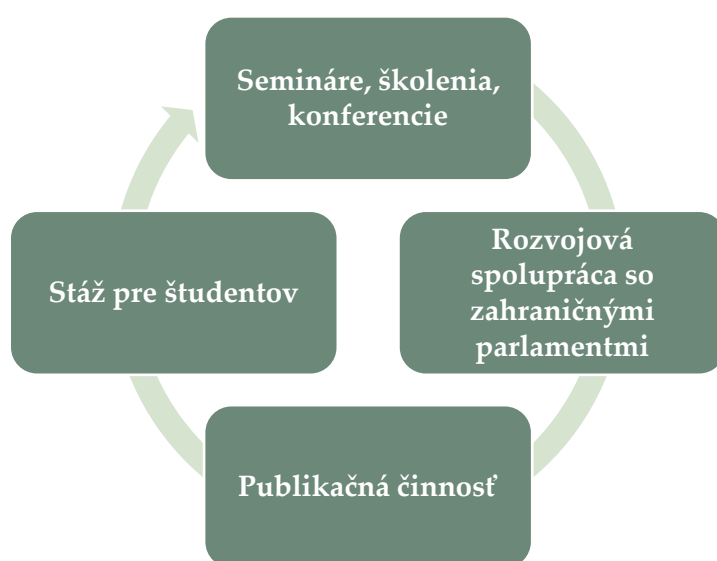 Semináre, školenia,
konferencie
Rozvojová
spolupráca so
zahraničnými
parlamentmi
Publikačná činnosť
Stáž pre študentov